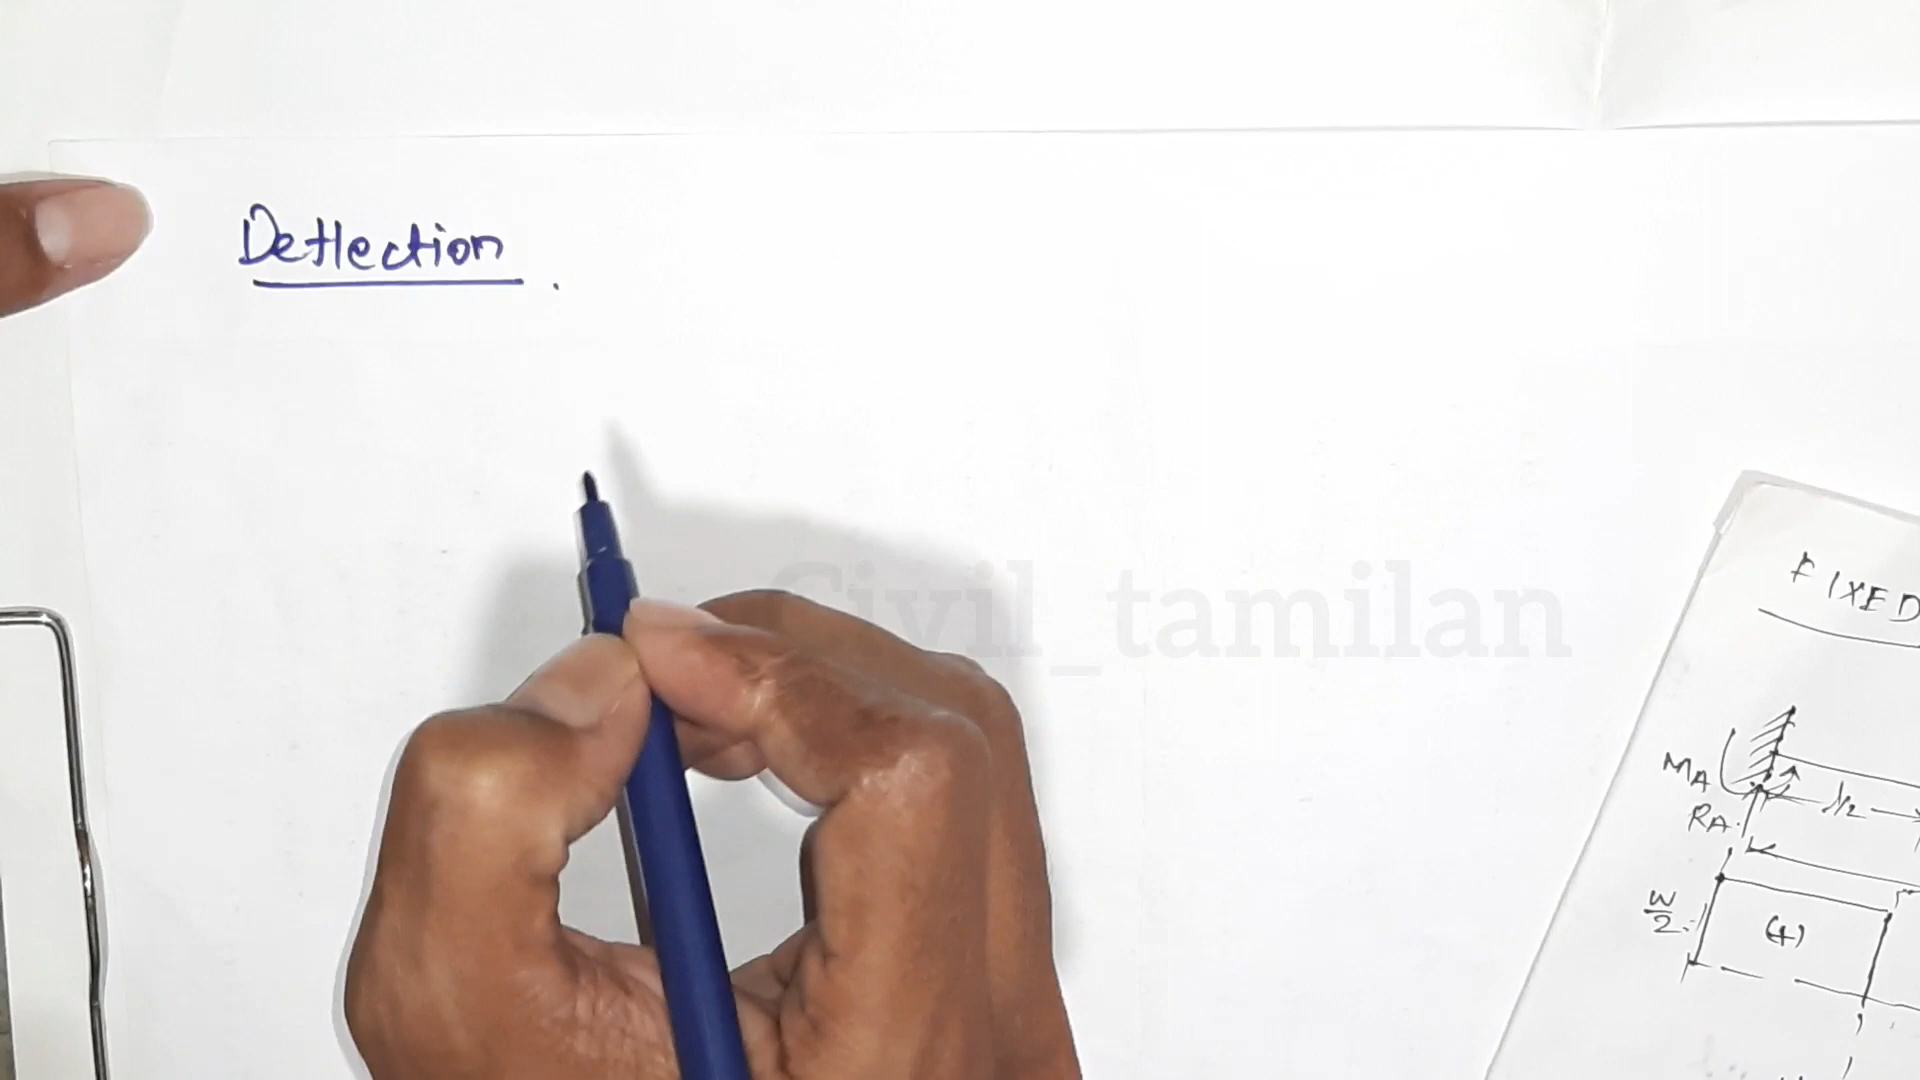 Deflection
Civil_tamilan
FIXED
MA
RA
l/2
W/2
(+)